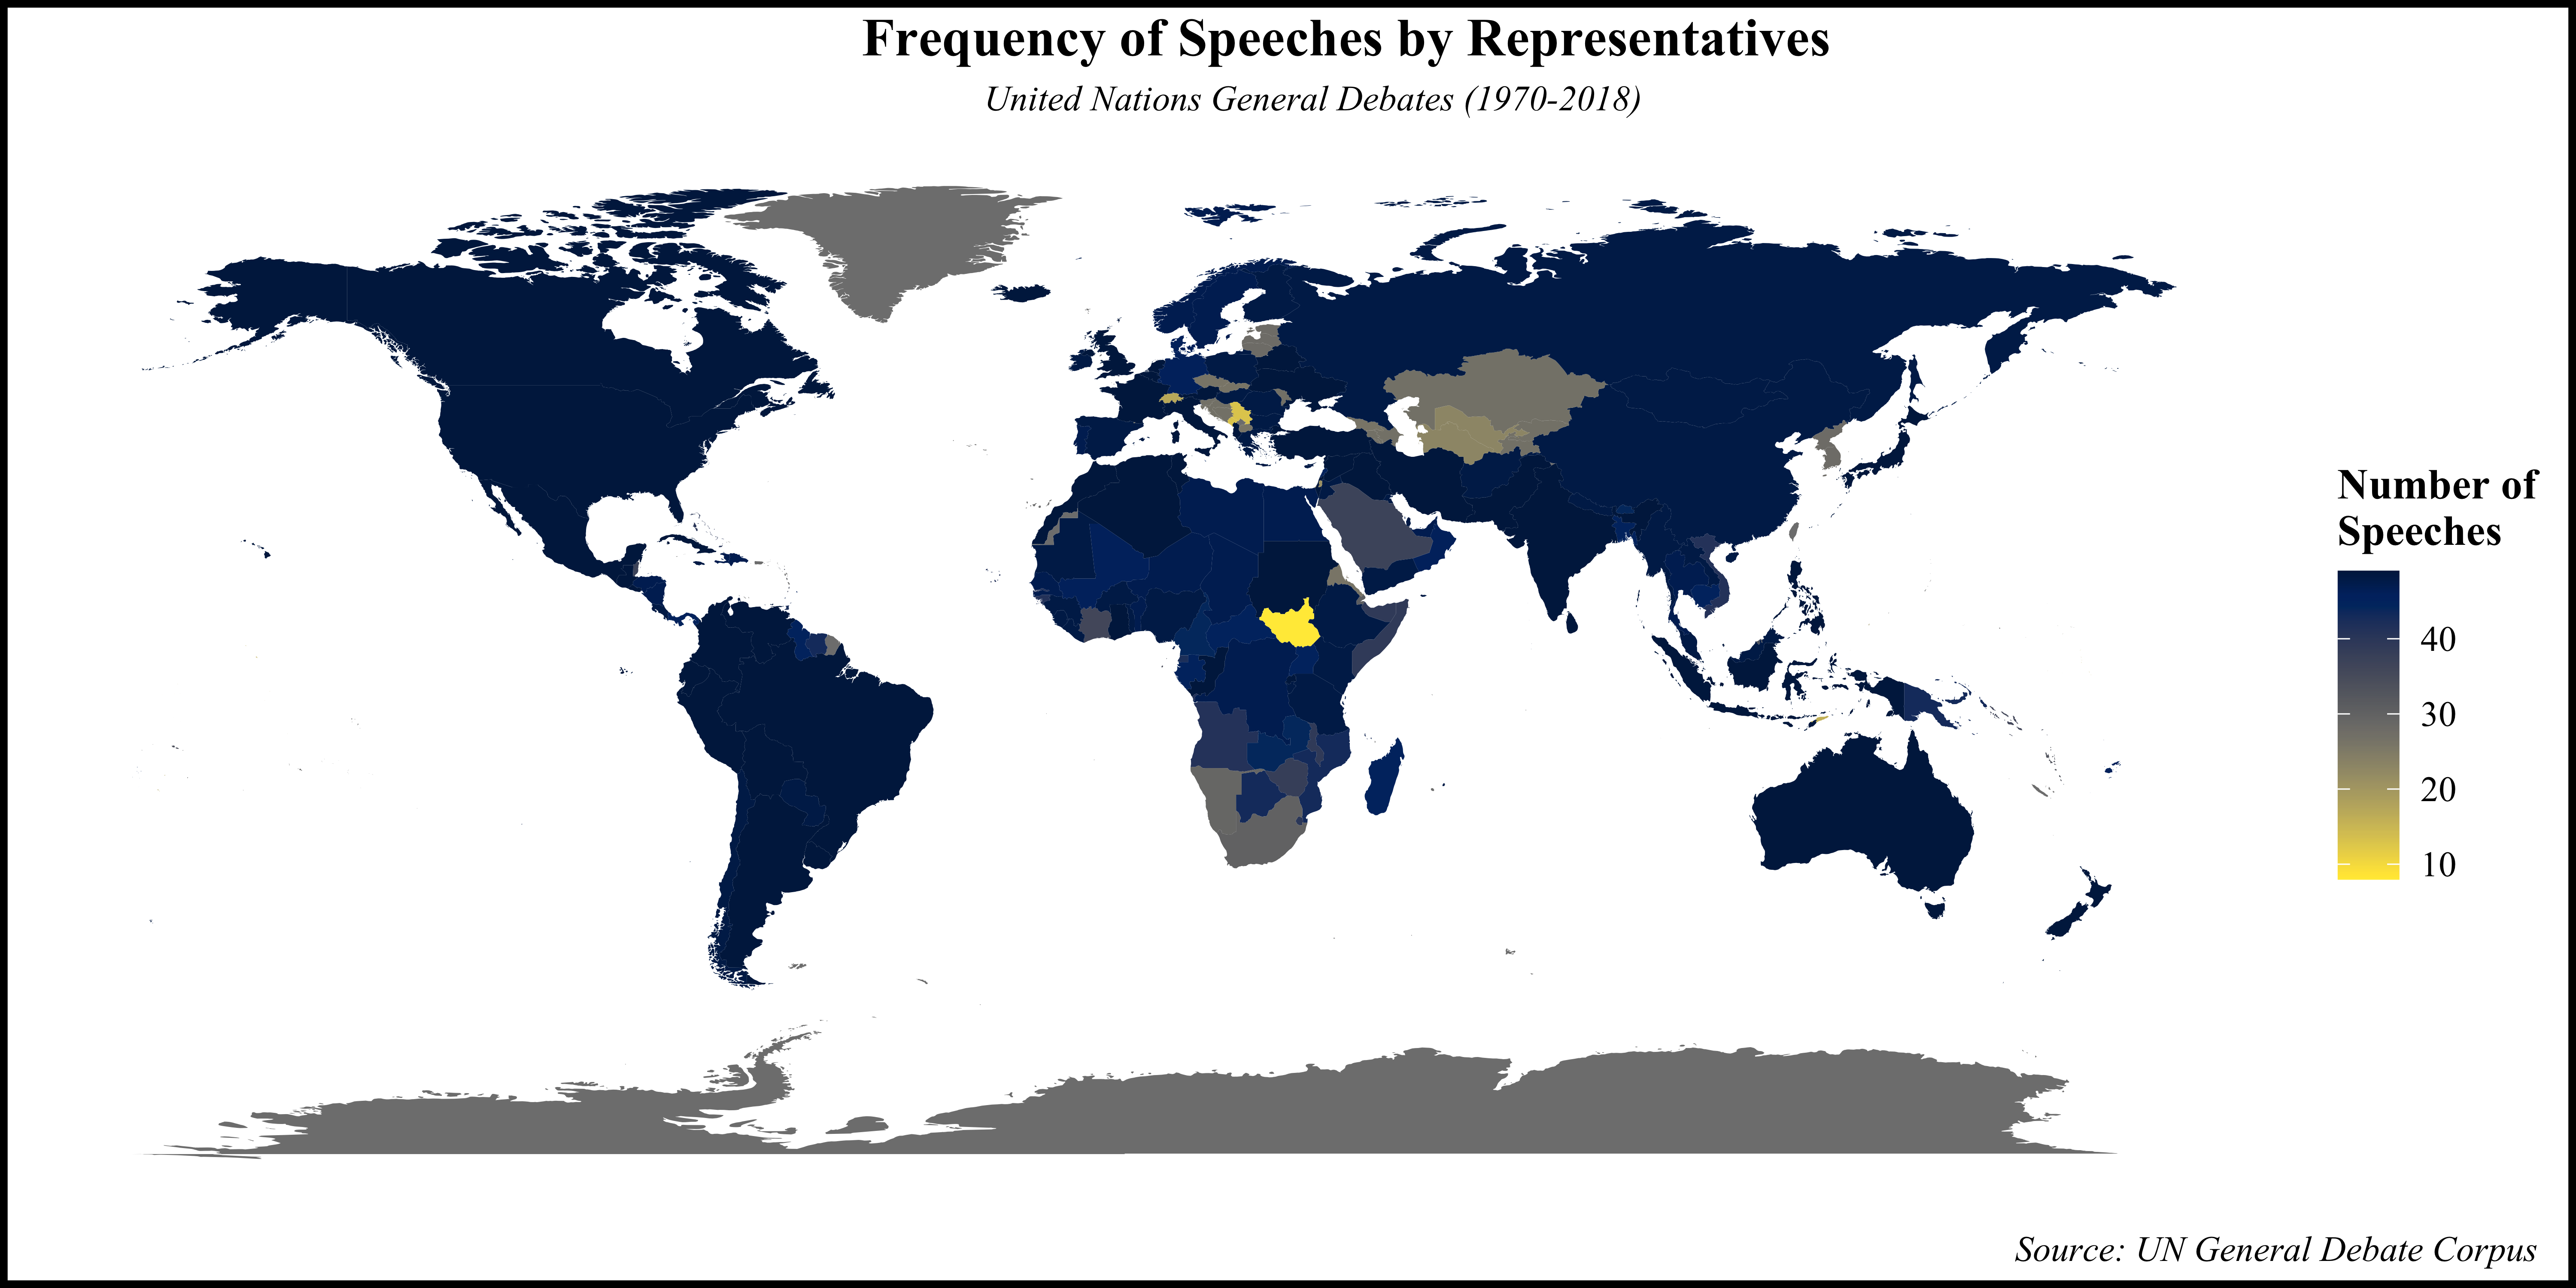 Frequency of Speeches by Representatives
United Nations General Debates (1970-2018)
Number of
Speeches
40
30
20
10
Source: UN General Debate Corpus